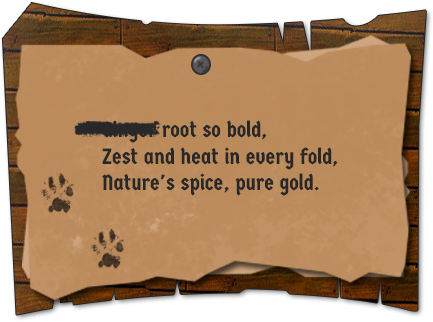 root so bold,
Zest and heat in every fold,
Nature's spice, pure gold.